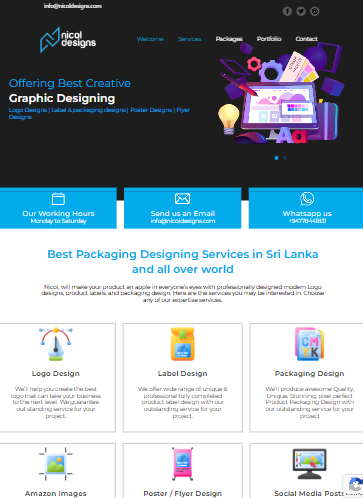 info@nicoldesigns.com
nicol
designs
Welcome Services Packages Portfolio Contact
Offering Best Creative
Graphic Designing
Logo Designs | Label & packaging designs | Poster Designs | Flyer
Designs
Our Working Hours
Monday to Saturday
Send us an Email
info@nicoldesigns.com
Whatsapp us
+94778441831
Best Packaging Designing Services in Sri Lanka
and all over world
Nicol, will make your product an apple in everyone's eyes with professionally designed modern Logo
designs, product labels, and packaging design. Here are the services you may be interested in. Choose
any of our expertise services.
Logo Design
We'll help you create the best
logo that can take your business
to the next level. We guarantee
out standing service for your
project.
Label Design
We offer wide range of unique &
professional fully completed
product label design with our
outstanding service for your
project
Packaging Design
We'll produce awesome Quality,
Unique, Stunning, pixel perfect
Product Packaging Design with
our outstanding service for your
project
Amazon Images
Poster / Flyer Design
Social Media Posts